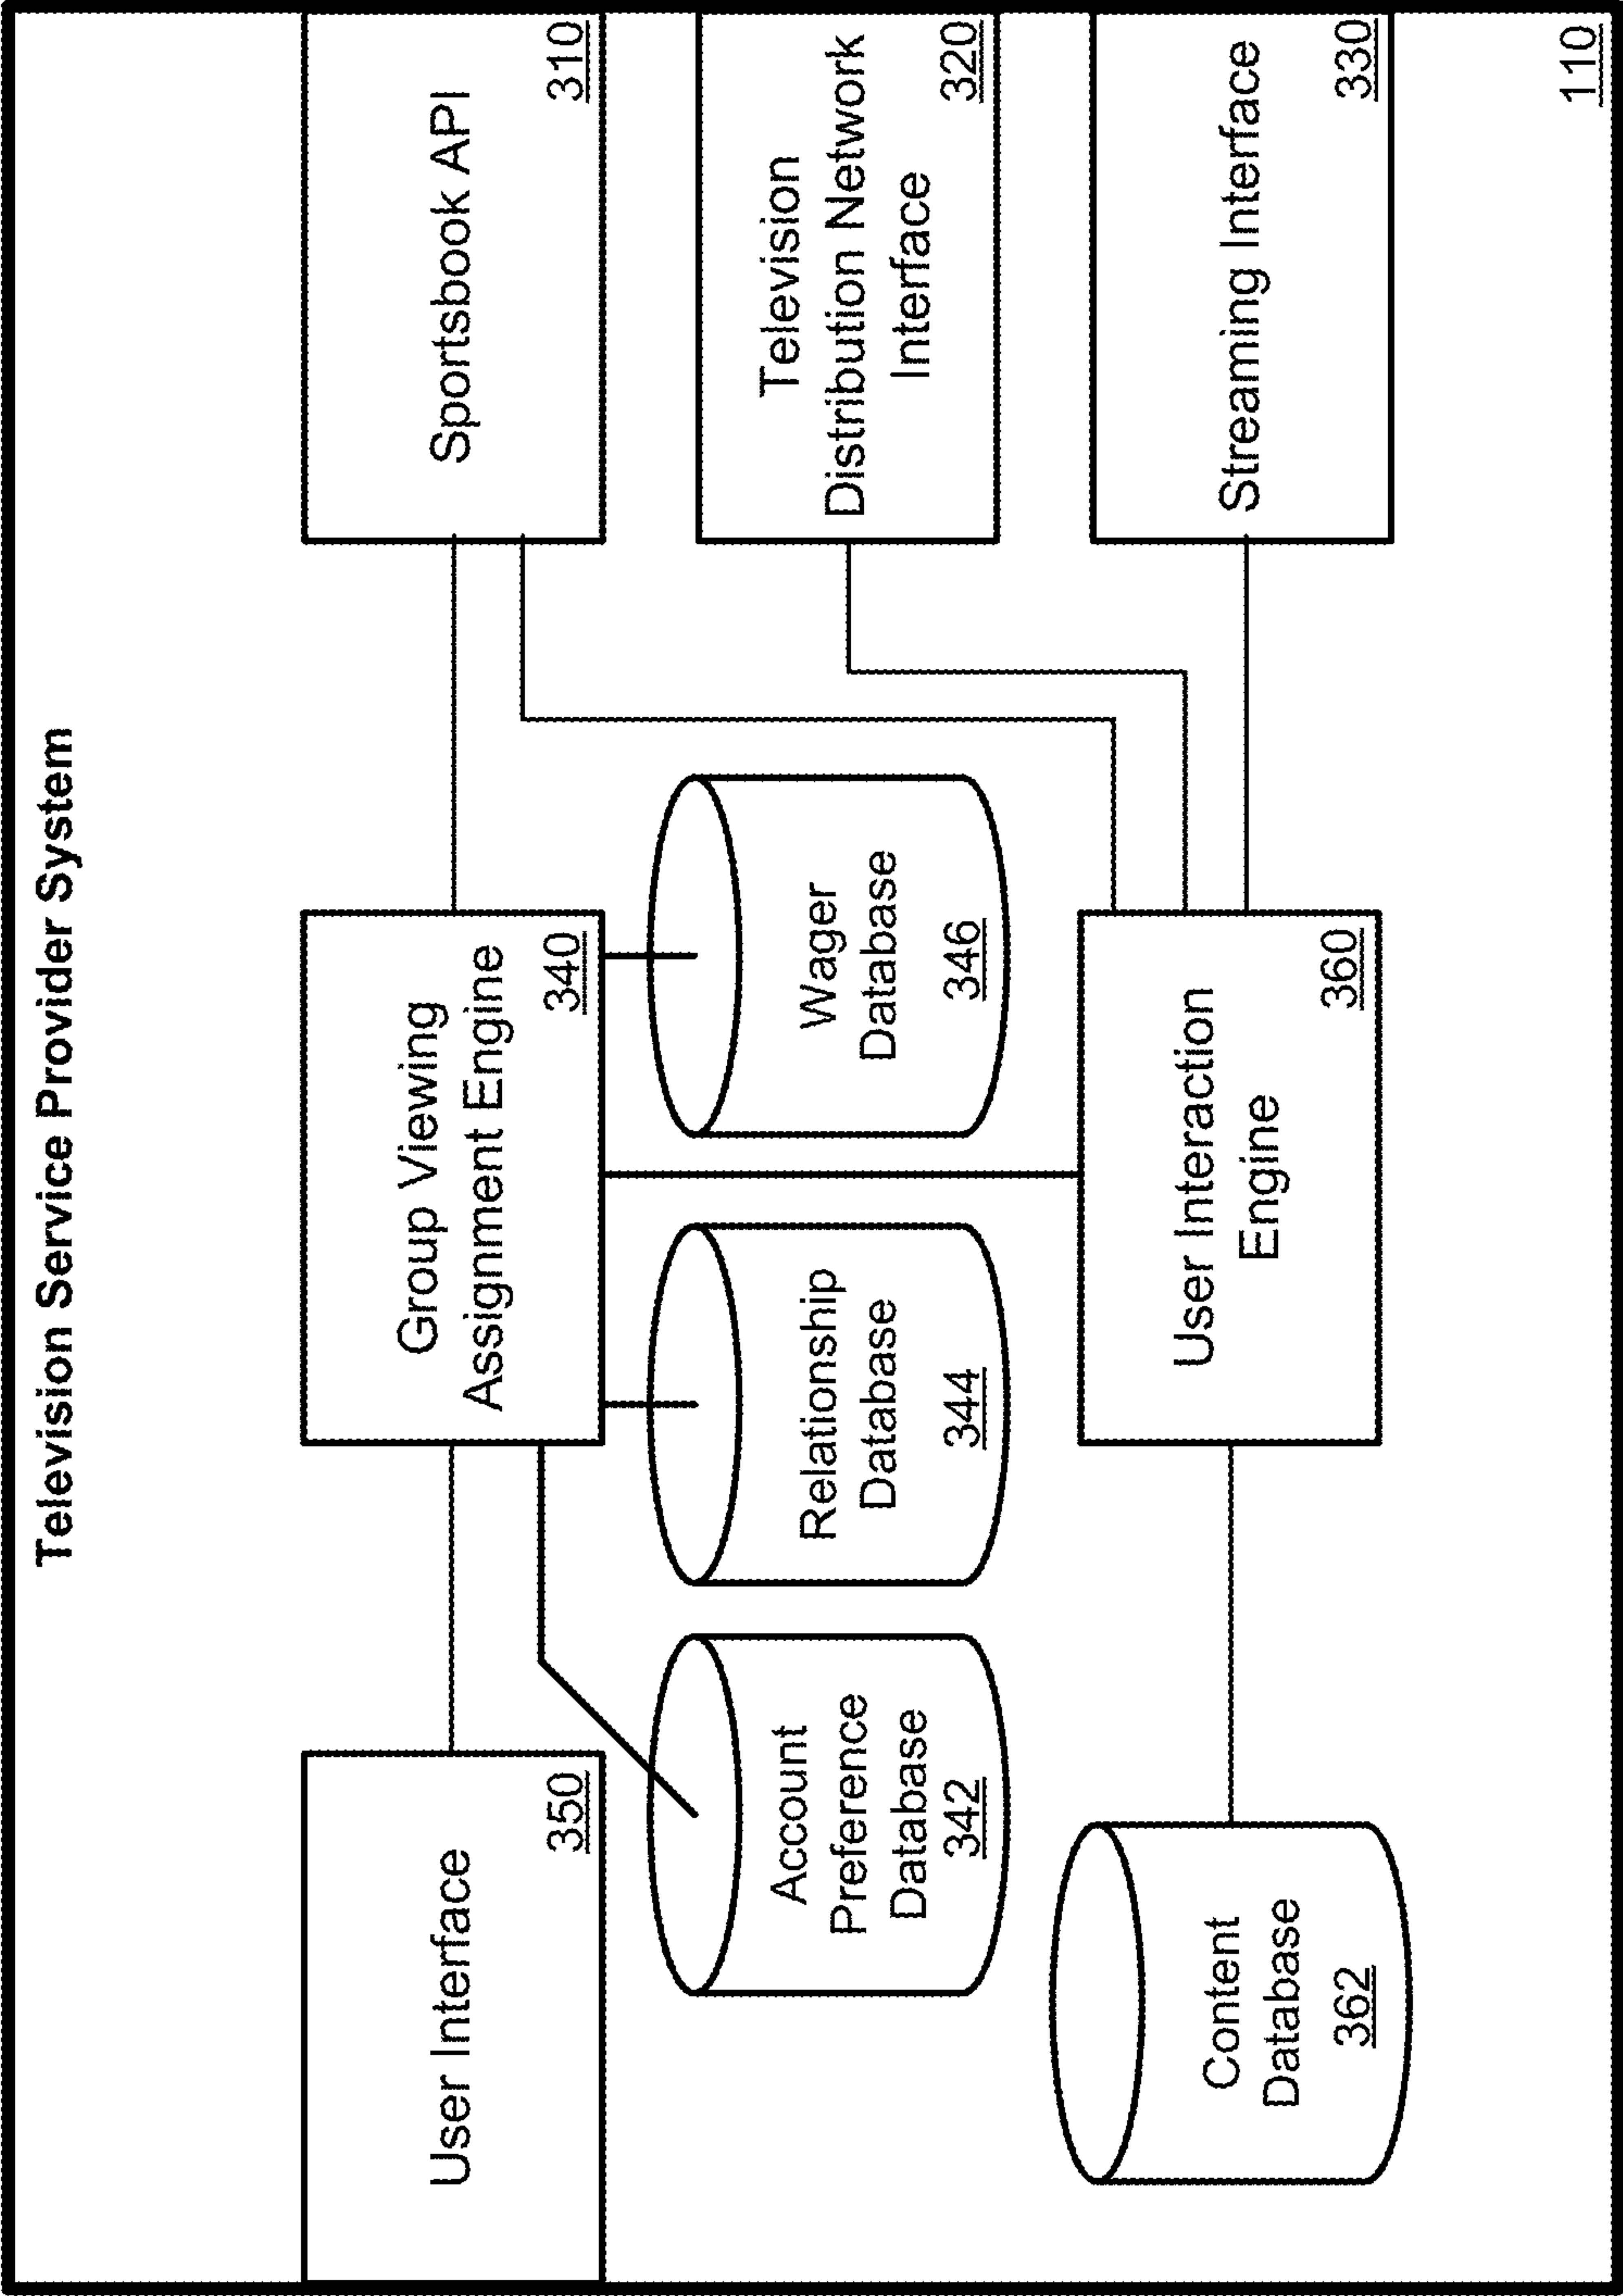 Television Service Provider System
User Interface
350
Group Viewing
Assignment Engine
340
Sportsbook API
310
Account
Preference
Database
342
Relationship
Database
344
Wager
Database
346
Television
Distribution Network
Interface
320
Content
Database
362
User Interaction
Engine
360
Streaming Interface
330
110